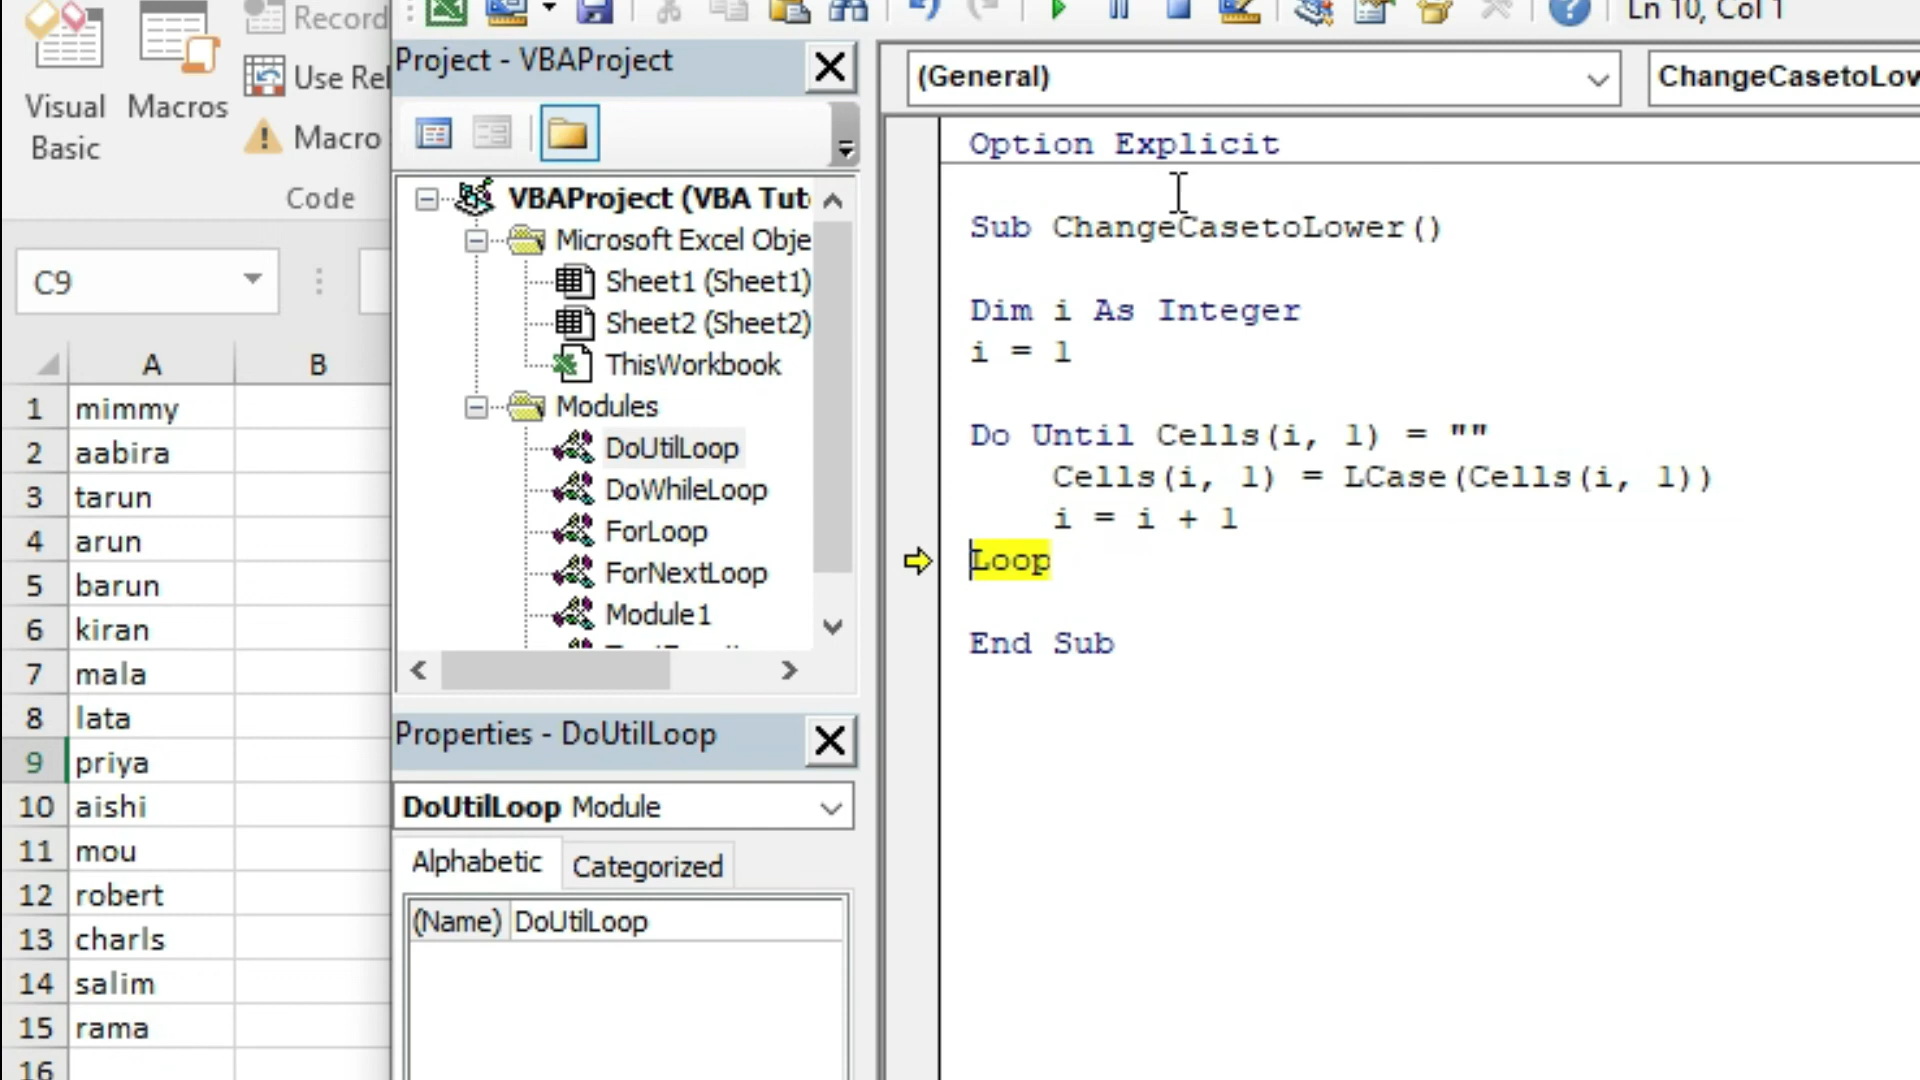 Record
Use Rel
Macro
Visual
Basic
Macros
Code
C9
A
B
1 mimmy
2 aabira
3 tarun
4 arun
5 barun
6 kiran
7 mala
8 lata
9 priya
10 aishi
11 mou
12 robert
13 charls
14 salim
15 rama
16
Project - VBAProject
VBAProject (VBA Tut
Microsoft Excel Obje
Sheet1 (Sheet1)
Sheet2 (Sheet2)
ThisWorkbook
Modules
DoUtilLoop
DoWhileLoop
ForLoop
ForNextLoop
Module1
Properties - DoUtilLoop
DoUtilLoop Module
Alphabetic
Categorized
(Name) DoUtilLoop
Ln 10, Col 1
(General)
ChangeCasetoLow
Option Explicit
Sub ChangeCasetoLower()
Dim i As Integer
i = 1
Do Until Cells(i, 1) = ""
Cells(i, 1) = LCase(Cells(i, 1))
i = i + 1
Loop
End Sub